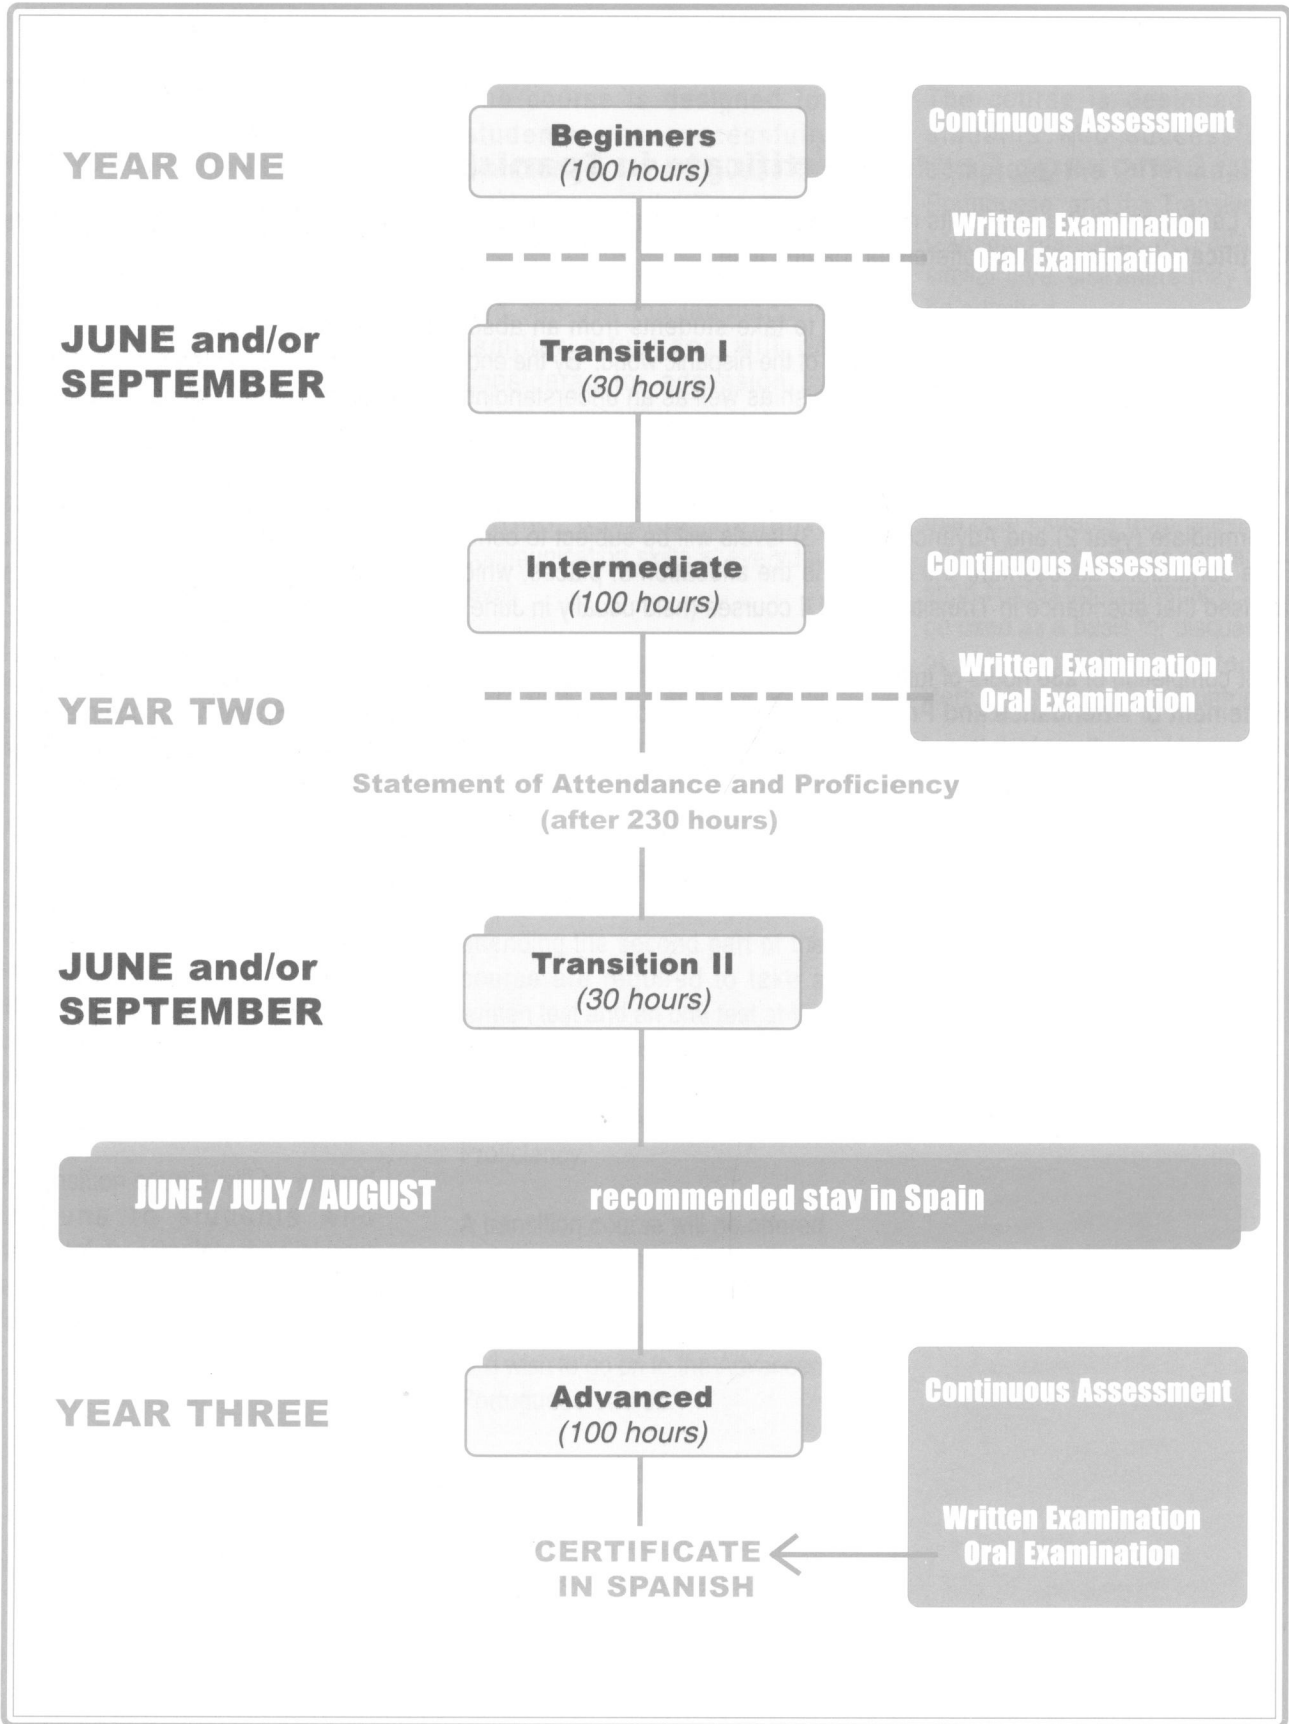 Beginners
(100 hours)
Continuous Assessment
YEAR ONE
Written Examination
Oral Examination
JUNE and/or
SEPTEMBER
Transition I
(30 hours)
Intermediate
(100 hours)
Continuous Assessment
Written Examination
Oral Examination
YEAR TWO
Statement of Attendance and Proficiency
(after 230 hours)
JUNE and/or
SEPTEMBER
Transition II
(30 hours)
JUNE / JULY / AUGUST recommended stay in Spain
YEAR THREE
Advanced
(100 hours)
Continuous Assessment
Written Examination
Oral Examination
CERTIFICATE
IN SPANISH